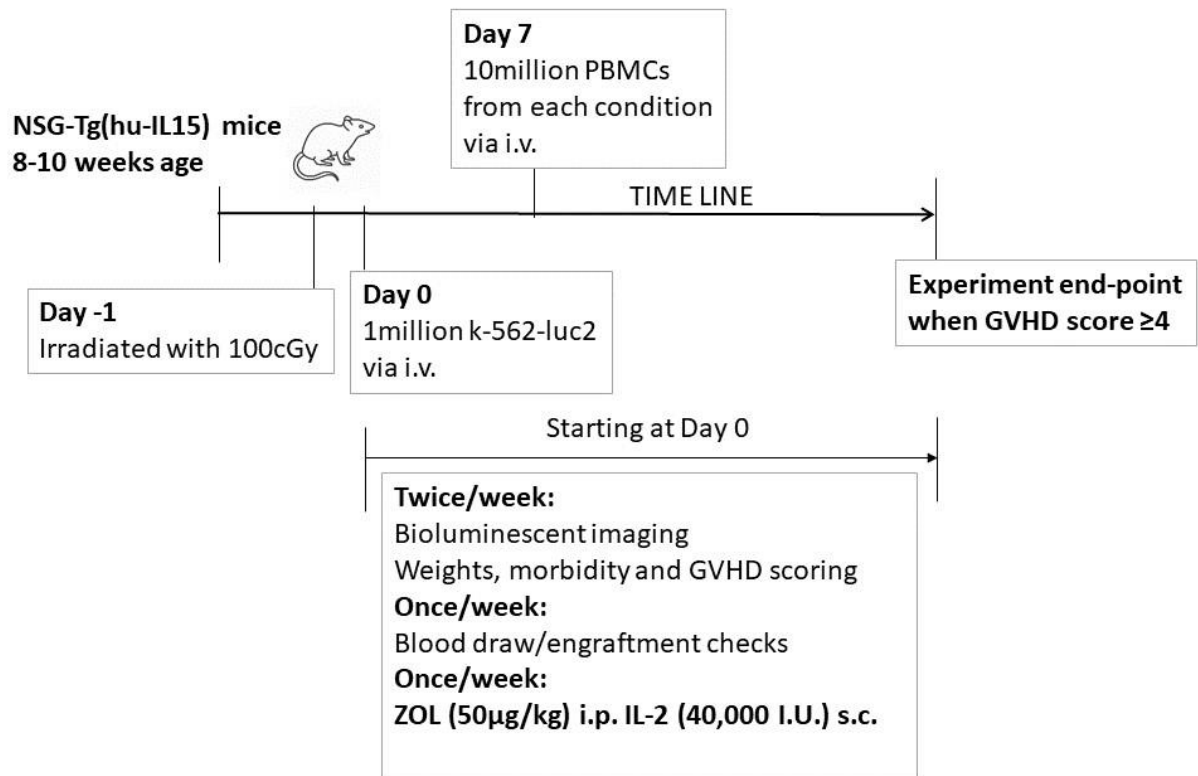 Day 7
10million PBMCs
from each condition
via i.v.
NSG-Tg(hu-IL15) mice
8-10 weeks age
TIME LINE
Day -1
Irradiated with 100cGy
Day 0
1million k-562-luc2
via i.v.
Experiment end-point
when GVHD score ≥4
Starting at Day 0
Twice/week:
Bioluminescent imaging
Weights, morbidity and GVHD scoring
Once/week:
Blood draw/engraftment checks
Once/week:
ZOL (50µg/kg) i.p. IL-2 (40,000 I.U.) s.c.